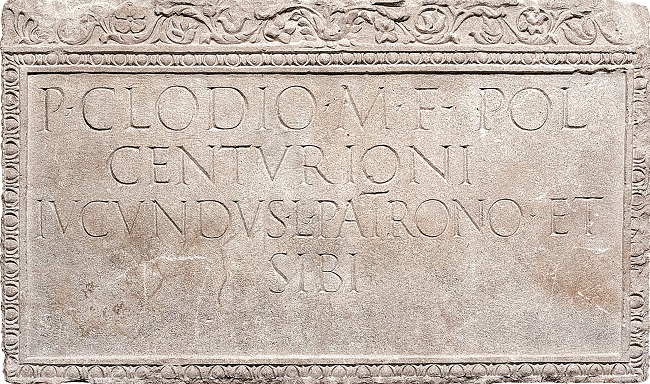 P·CLODIO·M·F·POL
CENTVRIONI
IVCVNDVS·L·PATRONO·ET
SIBI